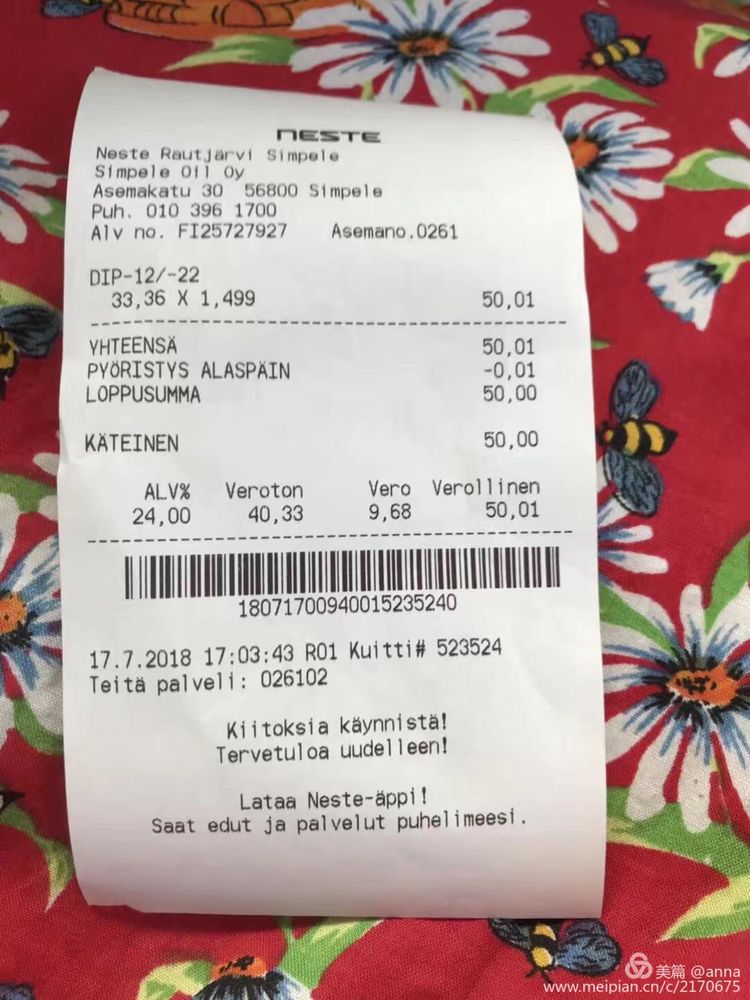 NESTE
Neste Rautjärvi Simpele
Simpele Oil Oy
Asemakatu 30 56800 Simpele
Puh. 010 396 1700
Alv no. FI25727927 Asemano.0261
DIP-12/-22
33,36 X 1,499 50,01
YHTEENSÄ 50,01
PYÖRISTYS ALASPÄIN -0,01
LOPPUSUMMA 50,00
KÄTEINEN 50,00
ALV% Veroton Vero Verollinen
24,00 40,33 9,68 50,01
18071700940015235240
17.7.2018 17:03:43 R01 Kuitti# 523524
Teitä palveli: 026102
Kiitoksia käynnistä!
Tervetuloa uudelleen!
Lataa Neste-äppi!
Saat edut ja palvelut puhelimeesi.
美篇 @anna
www.meipian.cn/c/2170675